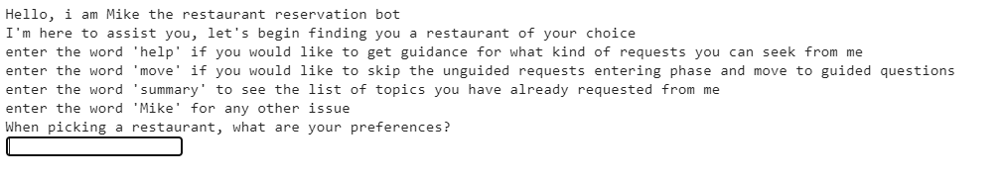 Hello, i am Mike the restaurant reservation bot
I'm here to assist you, let's begin finding you a restaurant of your choice
enter the word 'help' if you would like to get guidance for what kind of requests you can seek from me
enter the word 'move' if you would like to skip the unguided requests entering phase and move to guided questions
enter the word 'summary' to see the list of topics you have already requested from me
enter the word 'Mike' for any other issue
When picking a restaurant, what are your preferences?